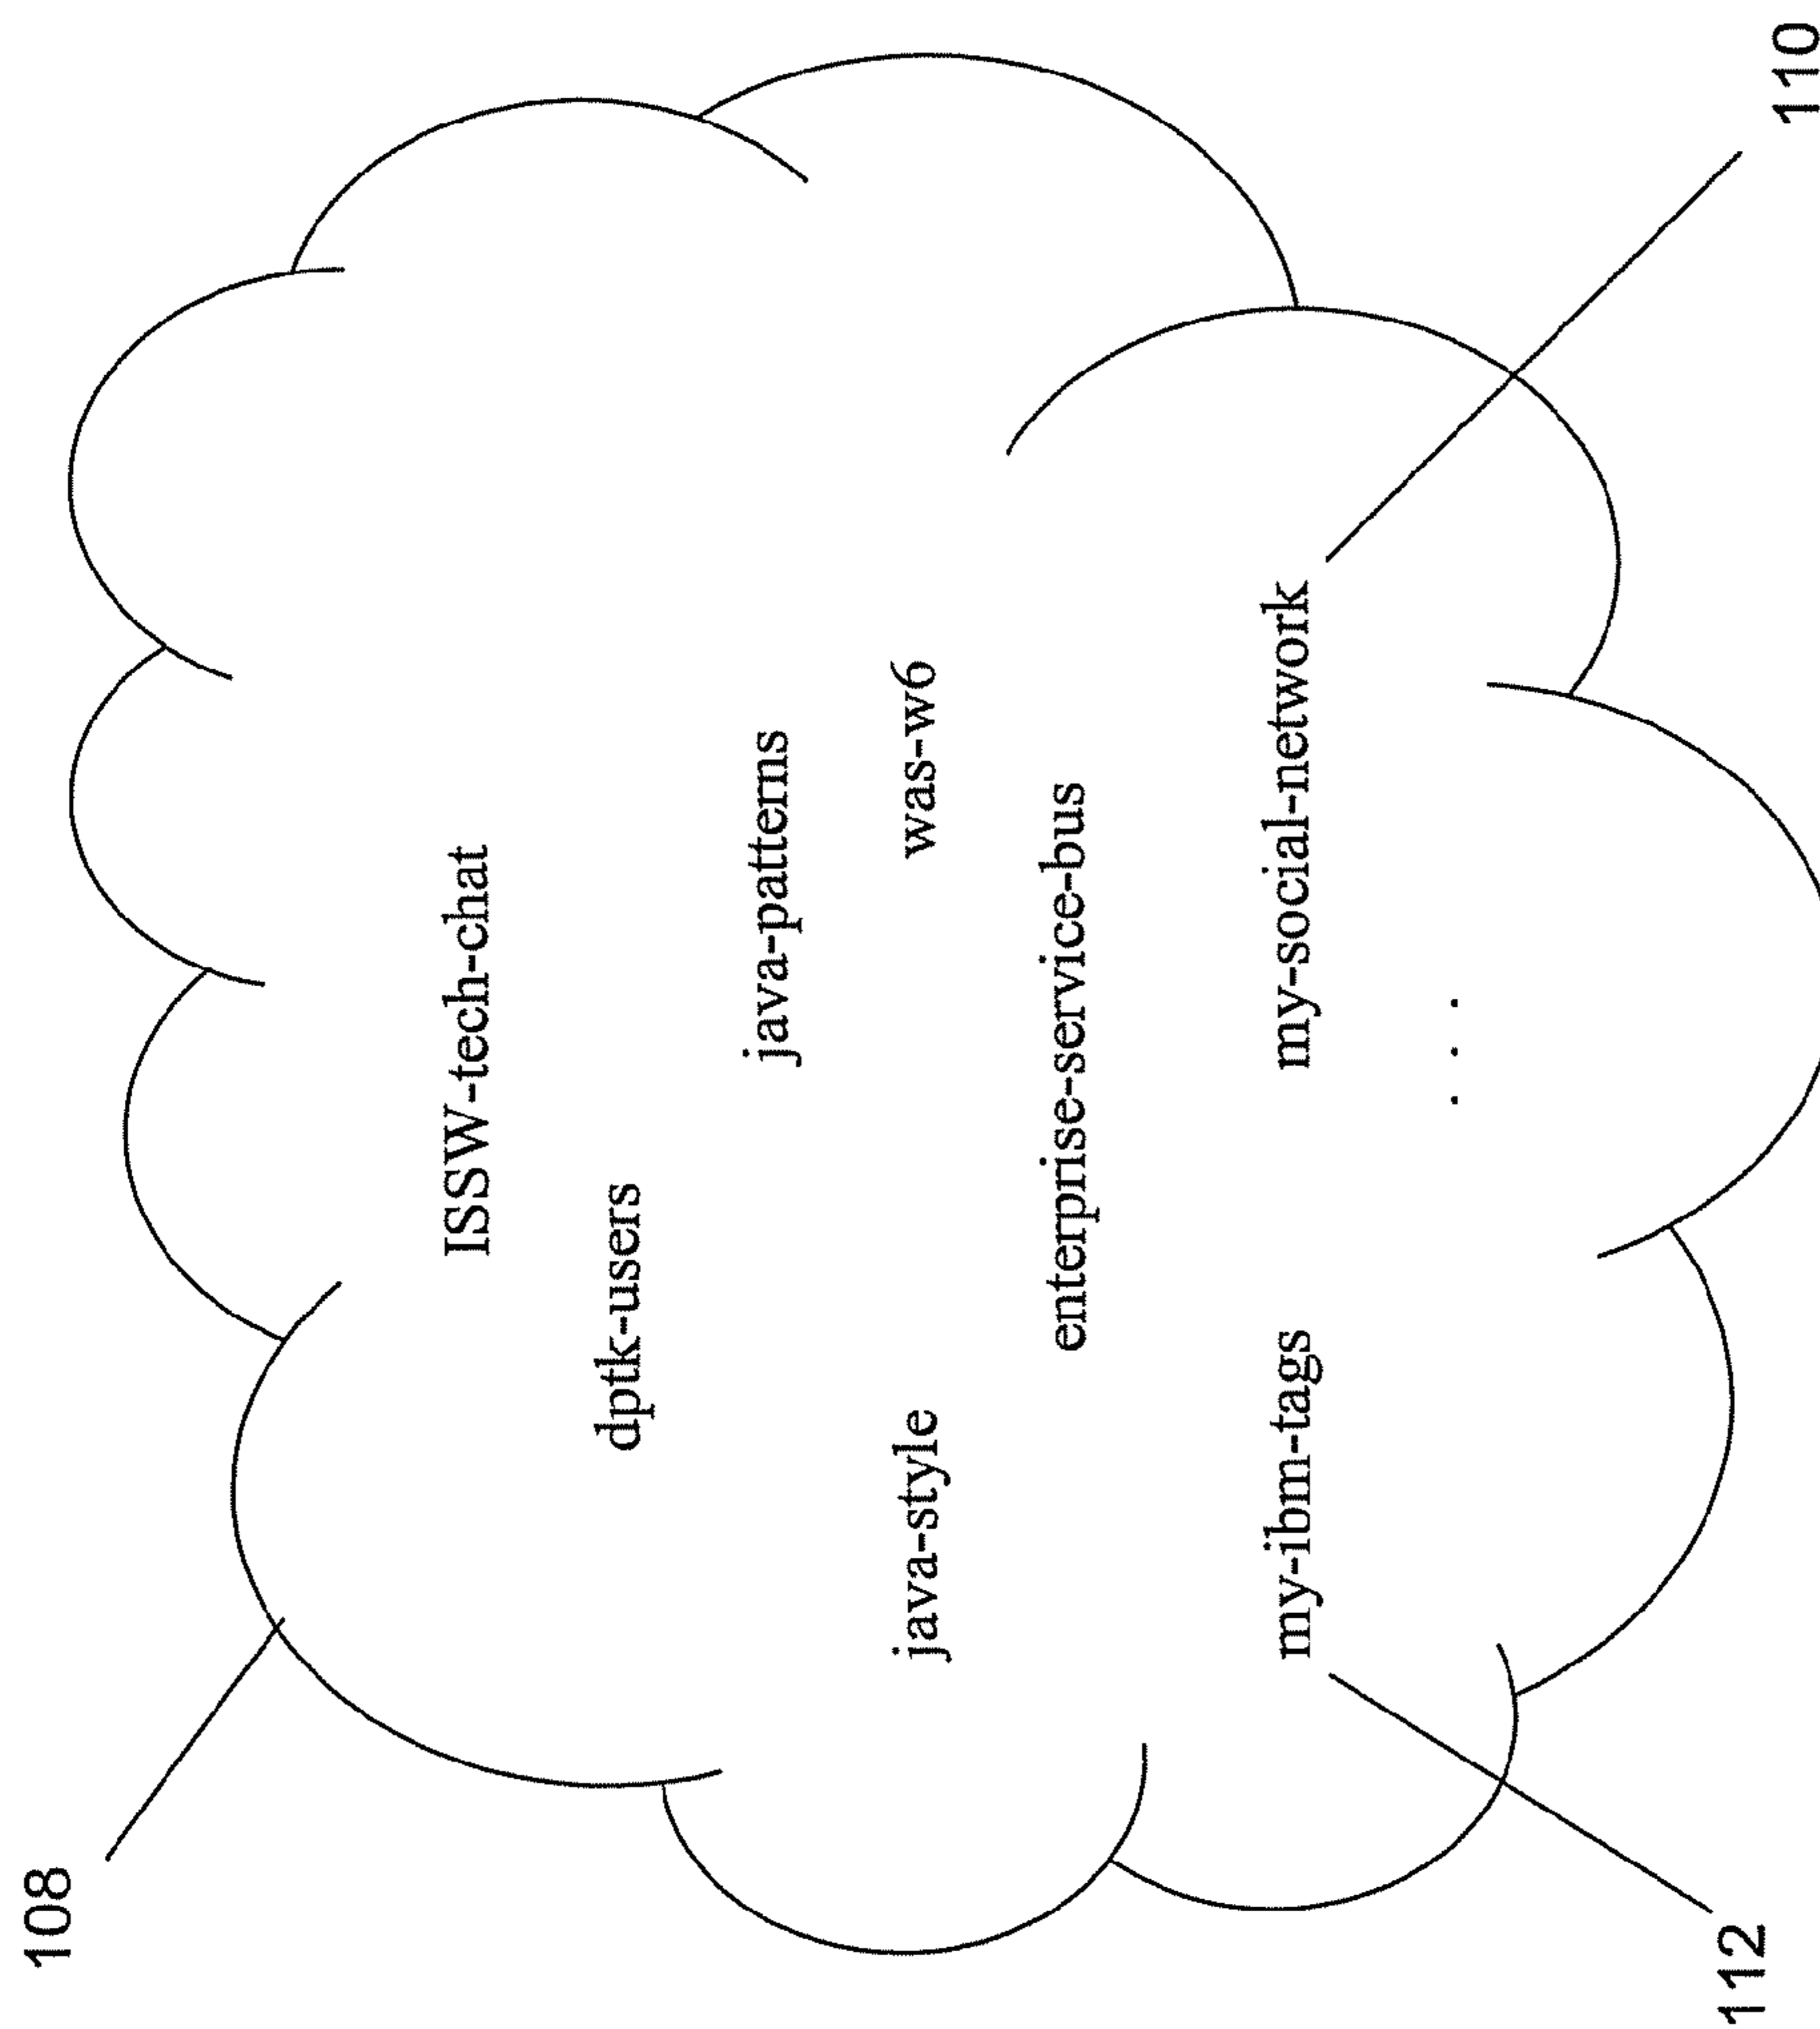 108
ISSW-tech-chat
dptk-users
java-patterns
java-style
was-w6
enterprise-service-bus
my-ibm-tags
my-social-network
. . .
112
110